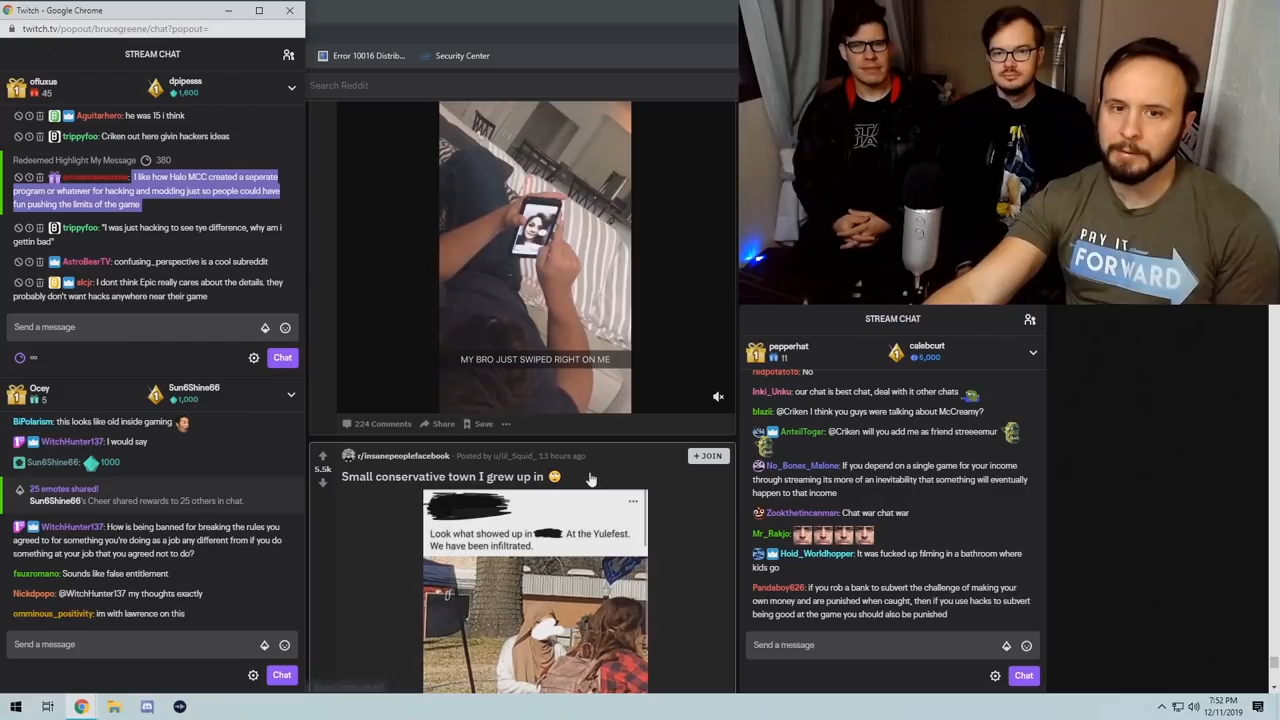 Twitch - Google Chrome
twitch.tv/popout/brucegreene/chat?popout=
STREAM CHAT
ofluxus
45
dpipesss
1,600
Aguitarhero: he was 15 i think
trippyfoo: Criken out here givin hackers ideas
Redeemed Highlight My Message 380
I like how Halo MCC created a seperate
program or whatever for hacking and modding just so people could have
fun pushing the limits of the game
trippyfoo: "I was just hacking to see tye difference, why am i
gettin bad"
AstroBearTV: confusing_perspective is a cool subreddit
alcjr: I dont think Epic really cares about the details. they
probably don't want hacks anywhere near their game
Send a message
Chat
Ocey
5
Sun6Shine66
1,000
BiPolarism: this looks like old inside gaming
WitchHunter137: I would say
Sun6Shine66: 1000
25 emotes shared!
Sun6Shine66's Cheer shared rewards to 25 others in chat.
WitchHunter137: How is being banned for breaking the rules you
agreed to for something you're doing as a job any different from if you do
something at your job that you agreed not to do?
fauxromano: Sounds like false entitlement
Nickdpopo: @WitchHunter137 my thoughts exactly
omminous_positivity: im with lawrence on this
Send a message
Chat
Error 10016 Distrib...
Security Center
Search Reddit
MY BRO JUST SWIPED RIGHT ON ME
224 Comments Share Save
5.5k
r/insanepeoplefacebook · Posted by u/lil_Squid_ 13 hours ago
+ JOIN
Small conservative town I grew up in
Look what showed up in . At the Yulefest.
We have been infiltrated.
PAY IT
FORWARD
STREAM CHAT
pepperhat
11
calebcurt
5,000
redpotato15: No
Inki_Unku: our chat is best chat, deal with it other chats
blazii: @Criken I think you guys were talking about McCreamy?
AnteilTogar: @Criken will you add me as friend streeeemur
No_Bones_Malone: If you depend on a single game for your income
through streaming its more of an inevitability that something will eventually
happen to that income
Zookthetincanman: Chat war chat war
Mr_Rakjo:
Hoid_Worldhopper: It was fucked up filming in a bathroom where
kids go
Pandaboy626: if you rob a bank to subvert the challenge of making your
own money and are punished when caught, then if you use hacks to subvert
being good at the game you should also be punished
Send a message
Chat
7:52 PM
12/11/2019